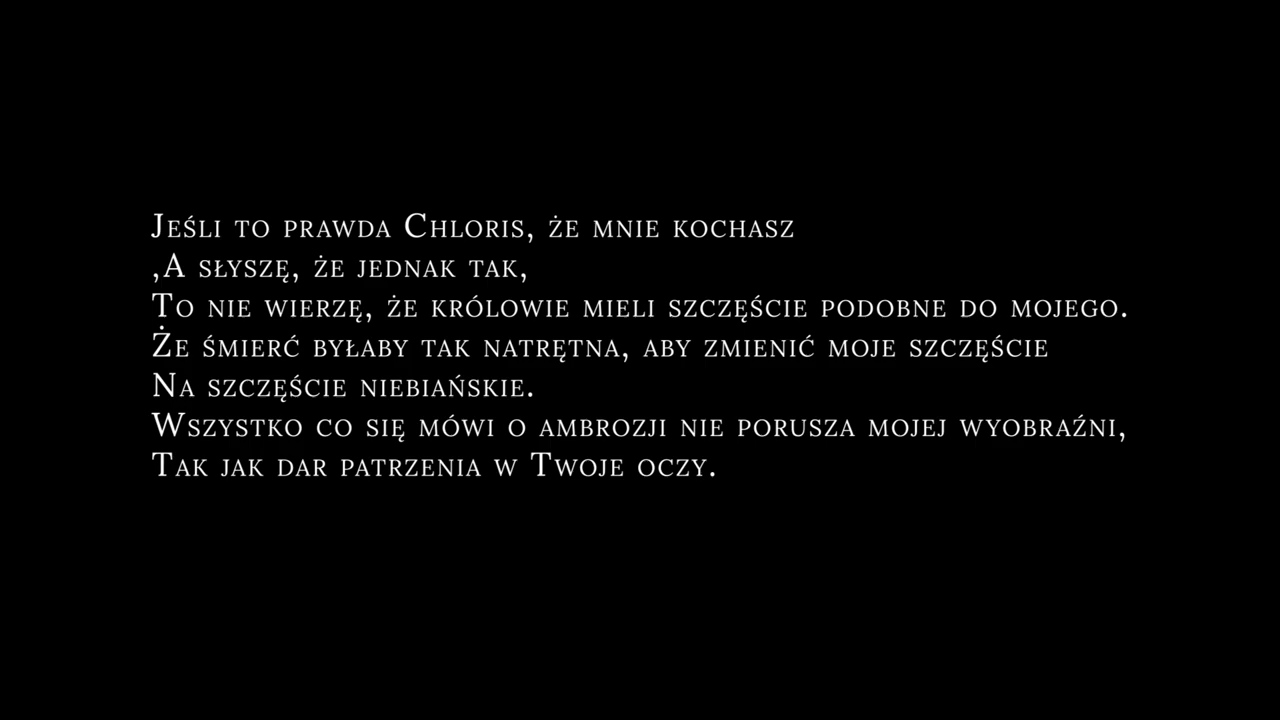 Jeśli to prawda Chloris, że mnie kochasz
,A słyszę, że jednak tak,
To nie wierzę, że królowie mieli szczęście podobne do mojego.
Że śmierć byłaby tak natrętna, aby zmienić moje szczęście
Na szczęście niebiańskie.
Wszystko co się mówi o ambrozji nie porusza mojej wyobraźni,
Tak jak dar patrzenia w Twoje oczy.